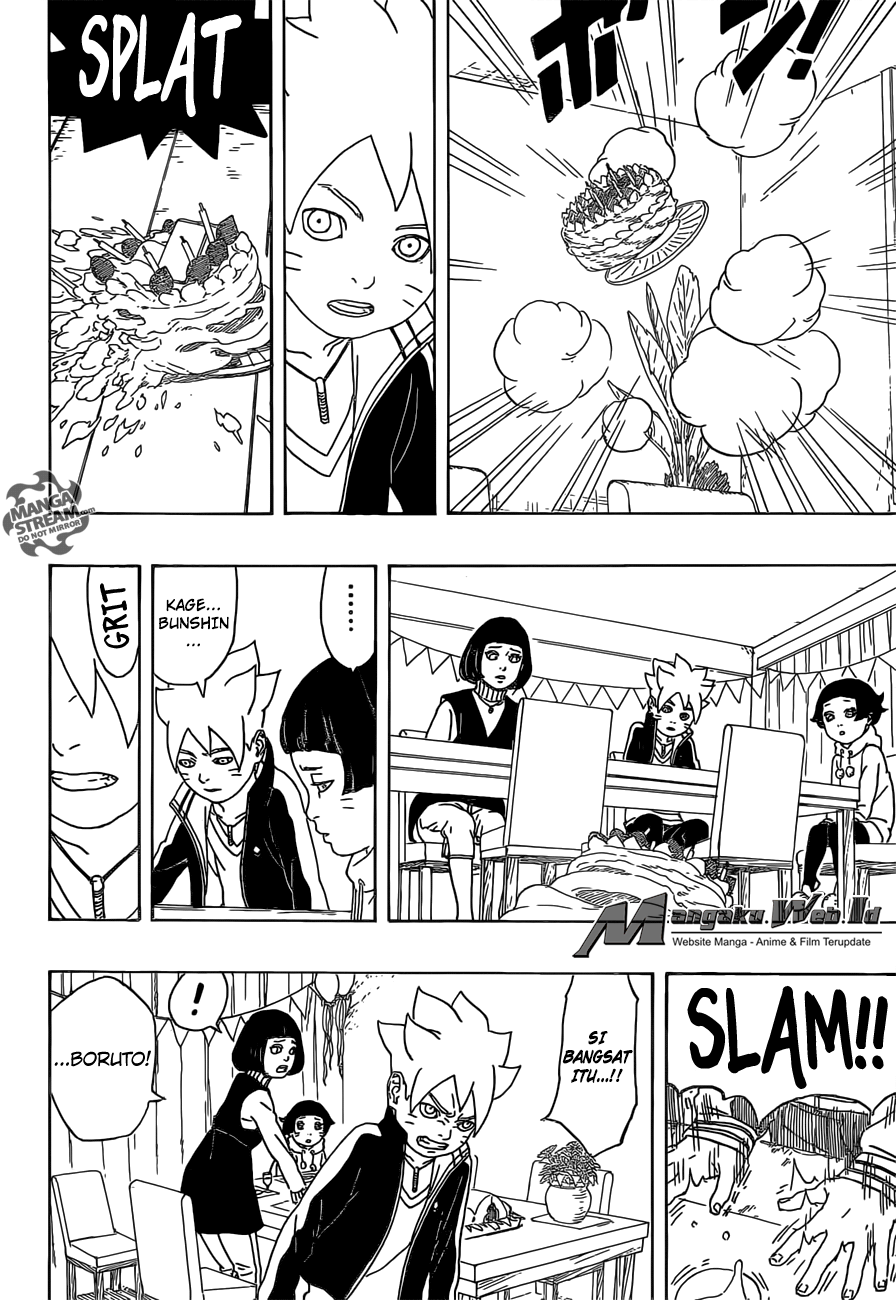 ボンッ!
SPLAT
MANGA
STREAM.com
DO NOT MIRROR
......
KAGE...
BUNSHIN
...
GRIT
Mangaku.Web.Id
Website Manga - Anime & Film Terupdate
SLAM!!
SI
BANGSAT
ITU...!!
!
...BORUTO!